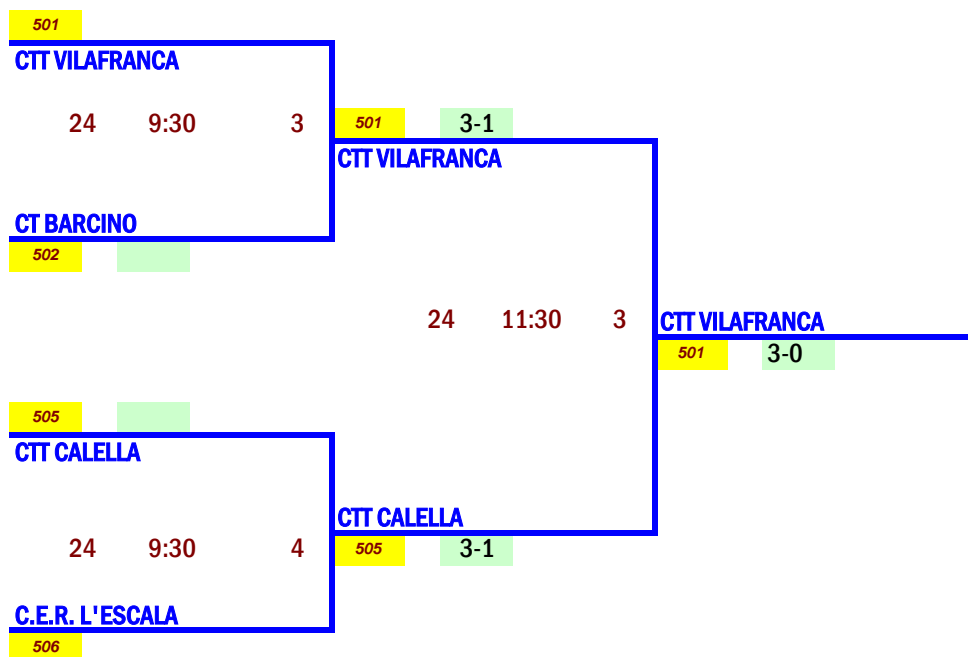 501
CTT VILAFRANCA
24 9:30 3
501 3-1
CTT VILAFRANCA
CT BARCINO
502
24 11:30 3
CTT VILAFRANCA
501 3-0
505
CTT CALELLA
CTT CALELLA
24 9:30 4
505 3-1
C.E.R. L'ESCALA
506